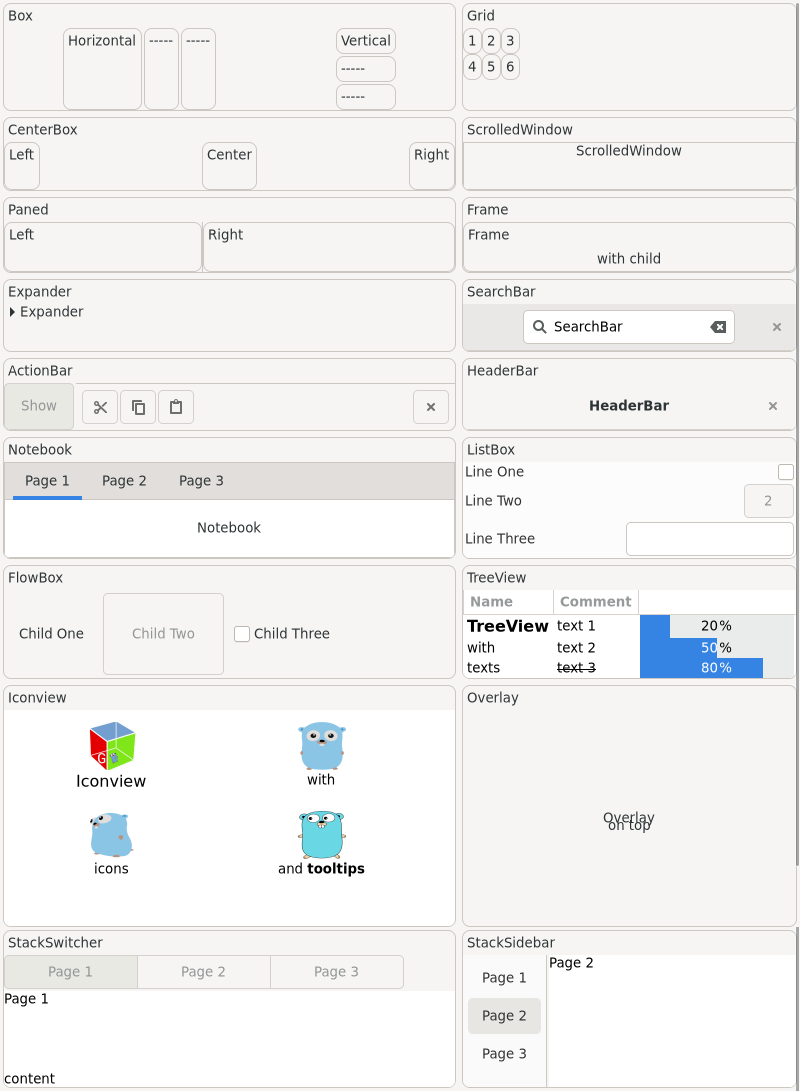 Box
Horizontal ----- ----- Vertical
-----
-----
Grid
1 2 3
4 5 6
CenterBox
Left Center Right
ScrolledWindow
ScrolledWindow
Paned
Left Right
Frame
Frame
with child
Expander
Expander
SearchBar
SearchBar
ActionBar
Show
HeaderBar
HeaderBar
Notebook
Page 1 Page 2 Page 3
Notebook
ListBox
Line One
Line Two 2
Line Three
FlowBox
Child One Child Two Child Three
TreeView
Name Comment
TreeView text 1 20%
with text 2 50%
texts text 3 80%
Iconview
G
Iconview with
icons and tooltips
Overlay
Overlay
on top
StackSwitcher
Page 1 Page 2 Page 3
Page 1
content
StackSidebar
Page 1
Page 2
Page 3
Page 2